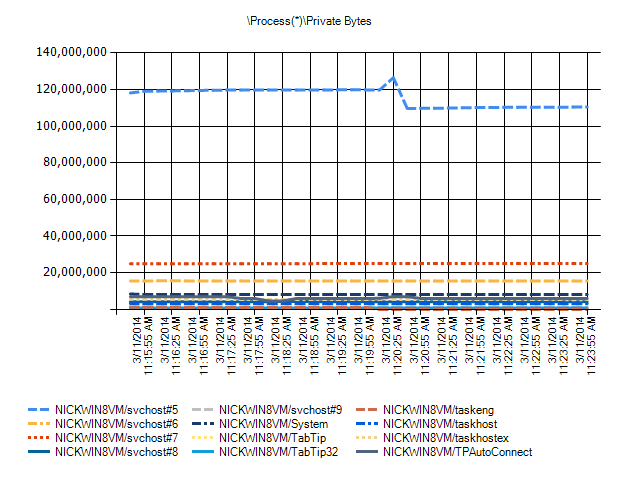 \Process(*)\Private Bytes
140,000,000
120,000,000
100,000,000
80,000,000
60,000,000
40,000,000
20,000,000
3/11/2014 11:15:55 AM
3/11/2014 11:16:25 AM
3/11/2014 11:16:55 AM
3/11/2014 11:17:25 AM
3/11/2014 11:17:55 AM
3/11/2014 11:18:25 AM
3/11/2014 11:18:55 AM
3/11/2014 11:19:25 AM
3/11/2014 11:19:55 AM
3/11/2014 11:20:25 AM
3/11/2014 11:20:55 AM
3/11/2014 11:21:25 AM
3/11/2014 11:21:55 AM
3/11/2014 11:22:25 AM
3/11/2014 11:22:55 AM
3/11/2014 11:23:25 AM
3/11/2014 11:23:55 AM
NICKWIN8VM/svchost#5 NICKWIN8VM/svchost#9 NICKWIN8VM/taskeng
NICKWIN8VM/svchost#6 NICKWIN8VM/System NICKWIN8VM/taskhost
NICKWIN8VM/svchost#7 NICKWIN8VM/TabTip NICKWIN8VM/taskhostex
NICKWIN8VM/svchost#8 NICKWIN8VM/TabTip32 NICKWIN8VM/TPAutoConnect